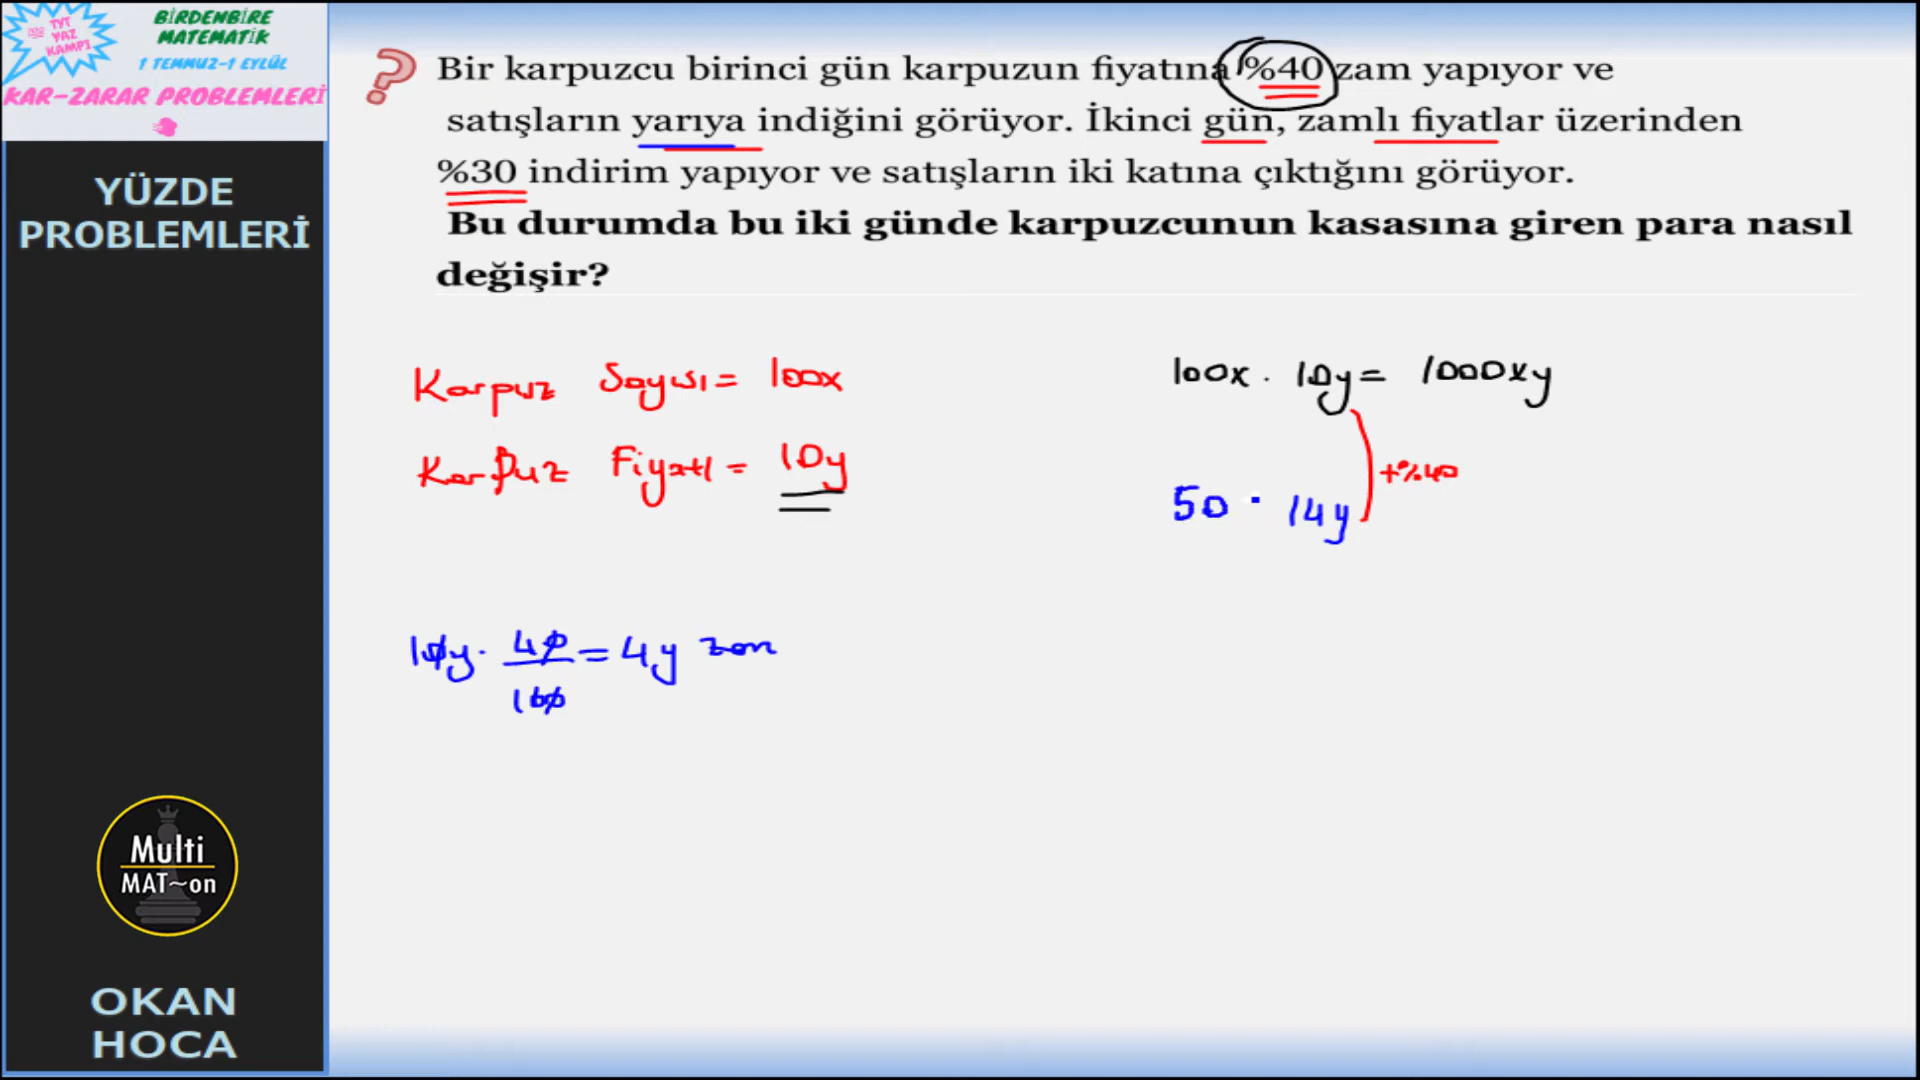 TYT
YAZ
KAMPI
BİRDENBİRE
MATEMATİK
1 TEMMUZ-1 EYLÜL
KAR-ZARAR PROBLEMLERİ
YÜZDE
PROBLEMLERİ
Multi
MAT~on
OKAN
HOCA
Bir karpuzcu birinci gün karpuzun fiyatına %40 zam yapıyor ve
satışların yarıya indiğini görüyor. İkinci gün, zamlı fiyatlar üzerinden
%30 indirim yapıyor ve satışların iki katına çıktığını görüyor.
Bu durumda bu iki günde karpuzcunun kasasına giren para nasıl
değişir?
Karpuz Sayısı = 100x
Karpuz Fiyatı = 10y
100x . 10y = 1000xy
+%40
50 . 14y
10y . 40/100 = 4y zam